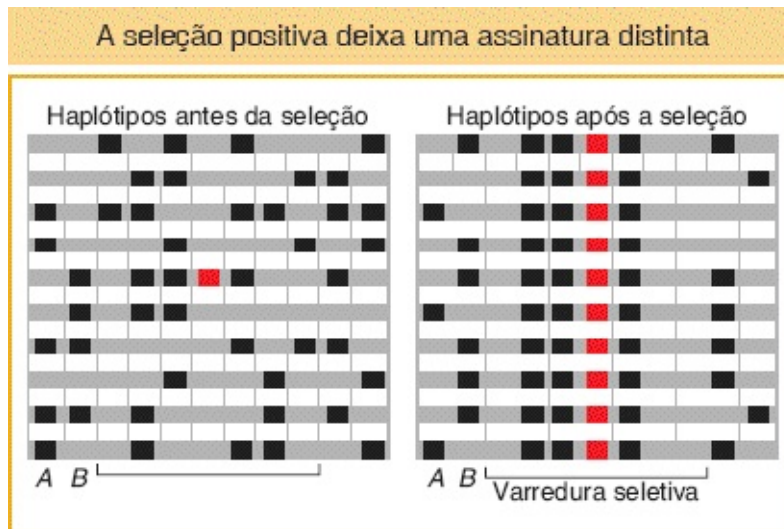 A seleção positiva deixa uma assinatura distinta
Haplótipos antes da seleção
Haplótipos após a seleção
A B
A B
Varredura seletiva